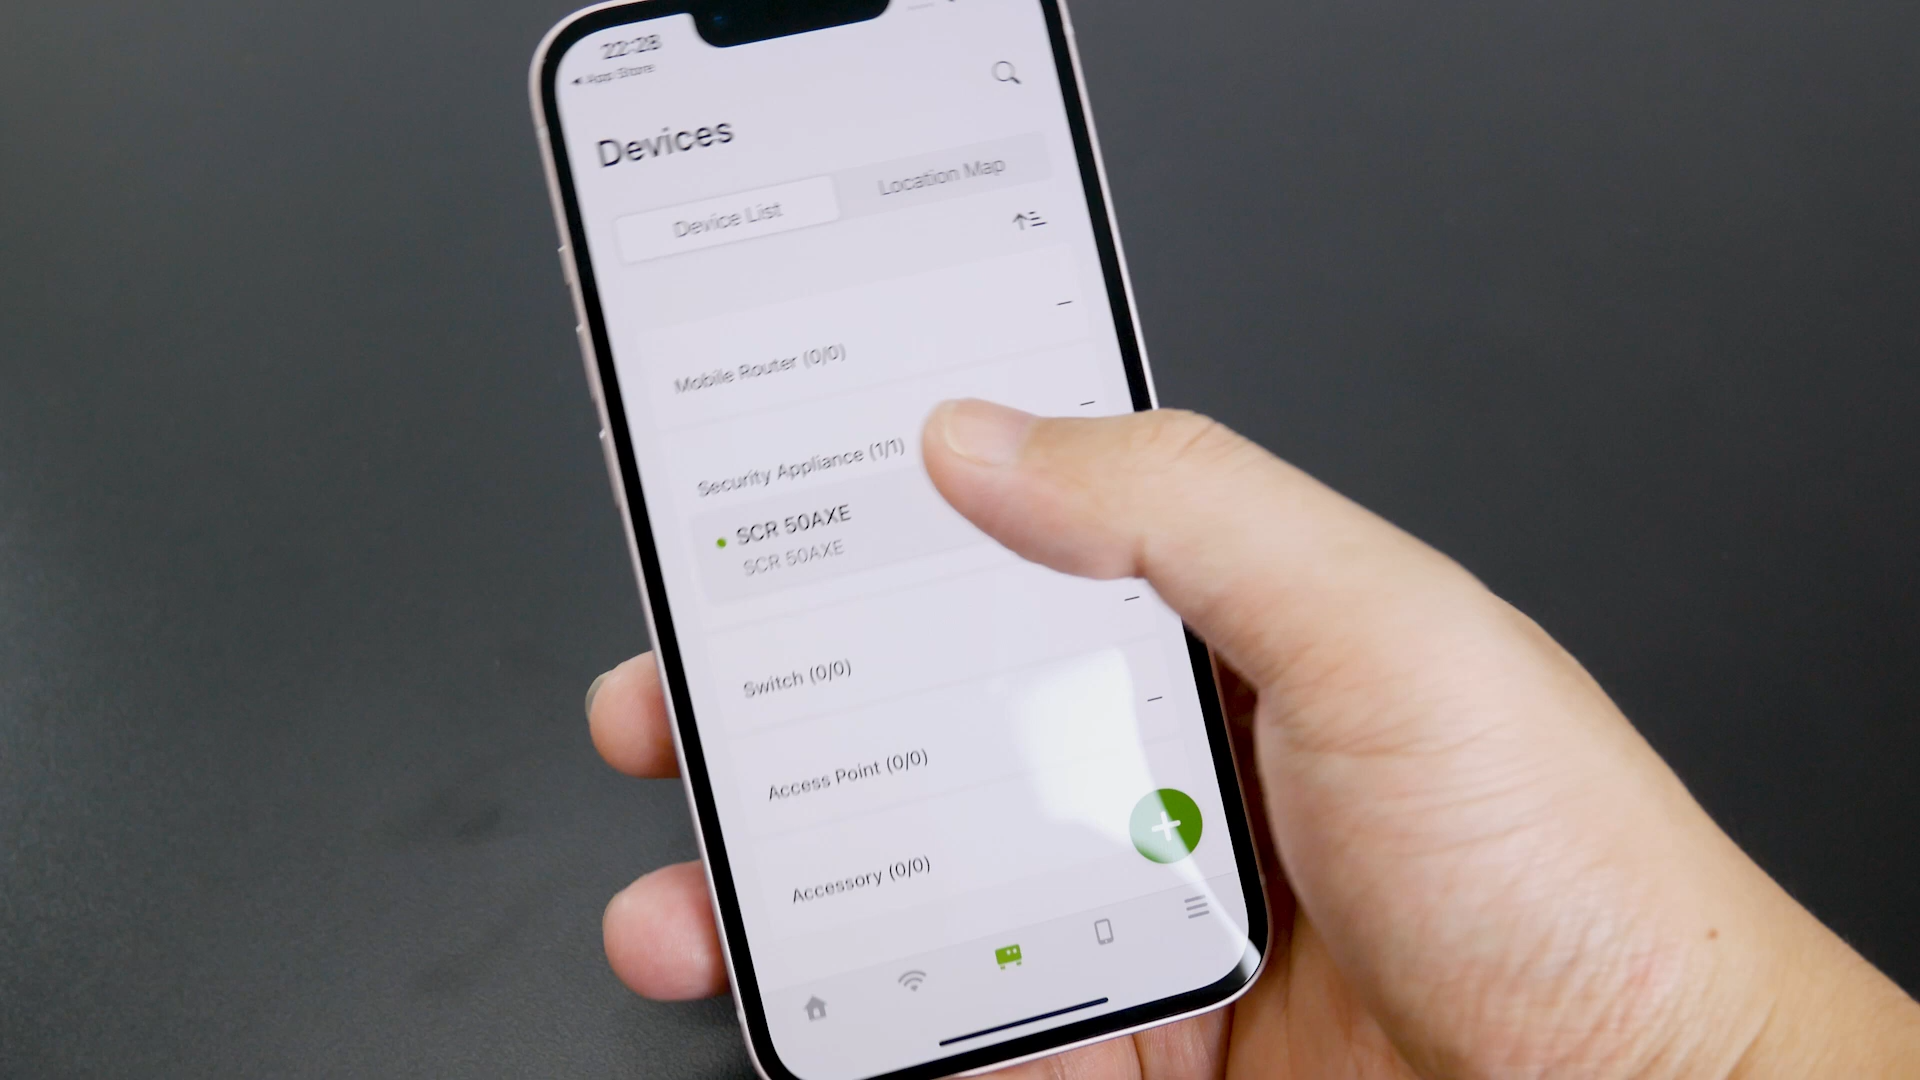 22:28
◀ App Store
Devices
Device List
Location Map
Mobile Router (0/0)
Security Appliance (1/1)
SCR 50AXE
SCR 50AXE
Switch (0/0)
Access Point (0/0)
Accessory (0/0)